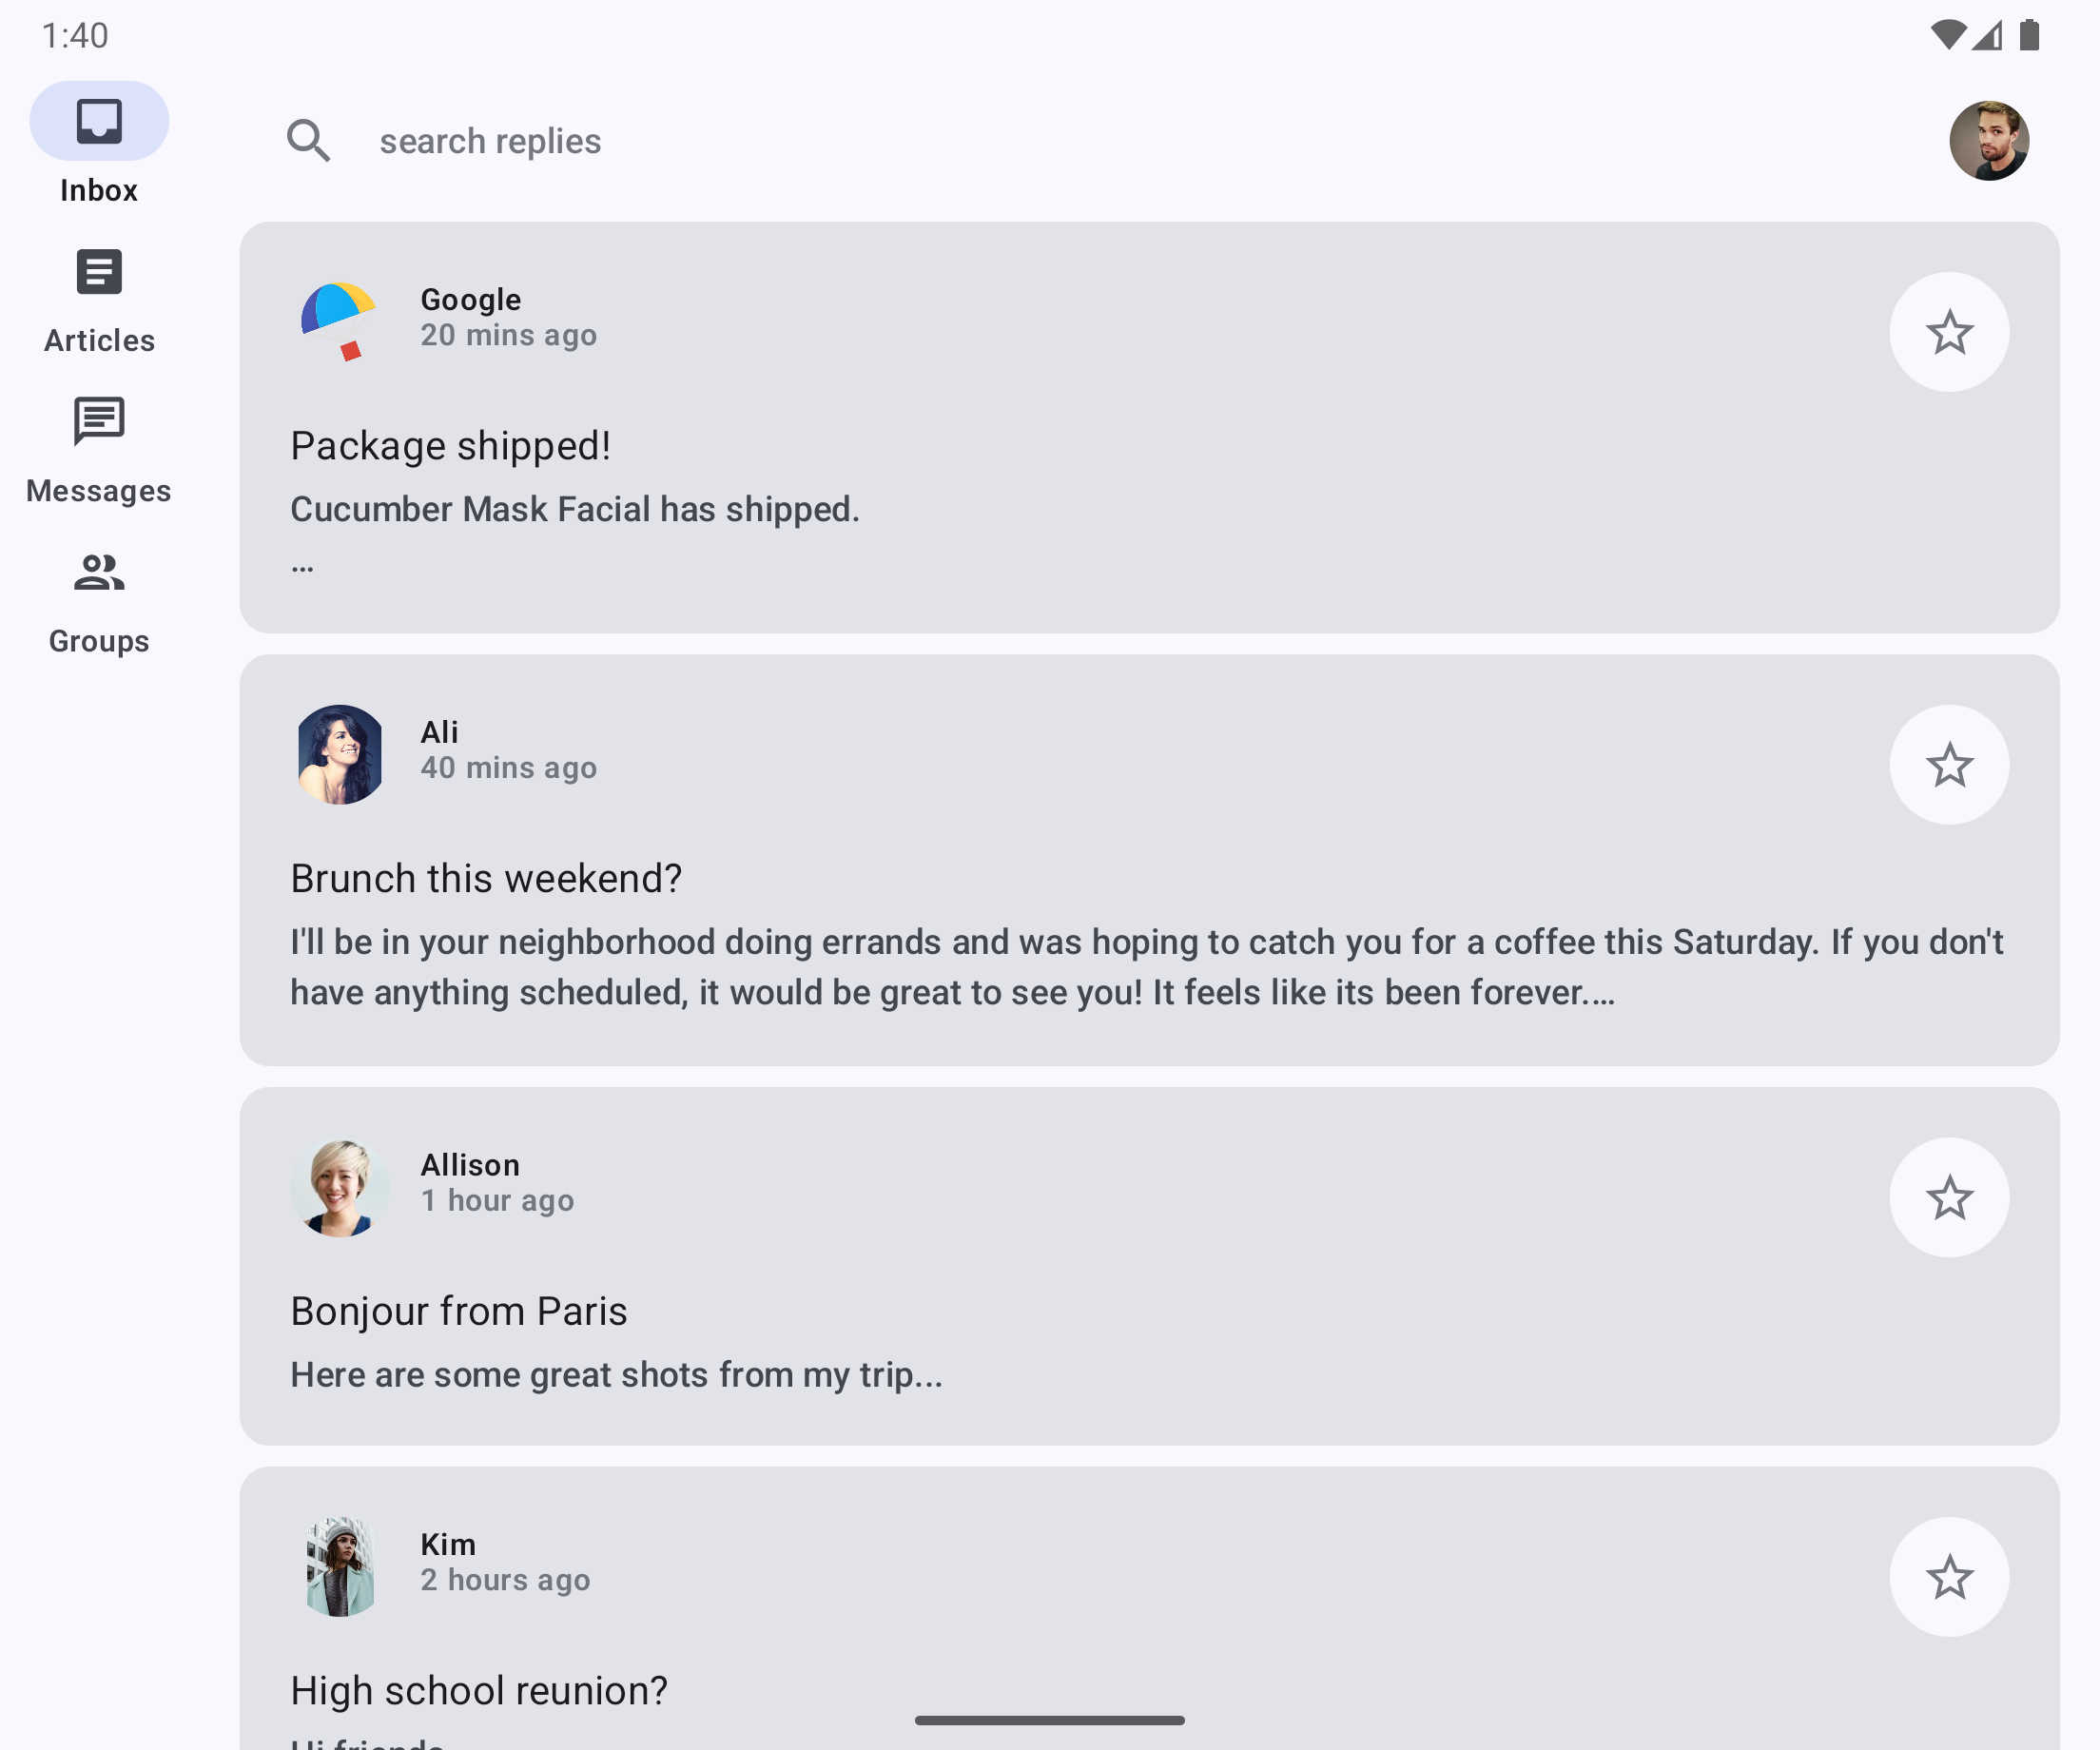 1:40
Inbox
Articles
Messages
Groups
search replies
Google
20 mins ago
Package shipped!
Cucumber Mask Facial has shipped.
…
Ali
40 mins ago
Brunch this weekend?
I'll be in your neighborhood doing errands and was hoping to catch you for a coffee this Saturday. If you don't
have anything scheduled, it would be great to see you! It feels like its been forever.…
Allison
1 hour ago
Bonjour from Paris
Here are some great shots from my trip...
Kim
2 hours ago
High school reunion?
Hi friends